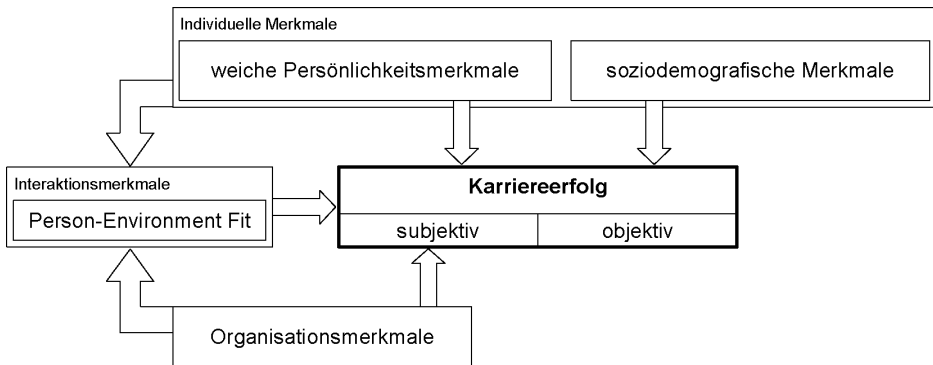 Individuelle Merkmale
weiche Persönlichkeitsmerkmale
soziodemografische Merkmale
Interaktionsmerkmale
Person-Environment Fit
Karriereerfolg
subjektiv
objektiv
Organisationsmerkmale